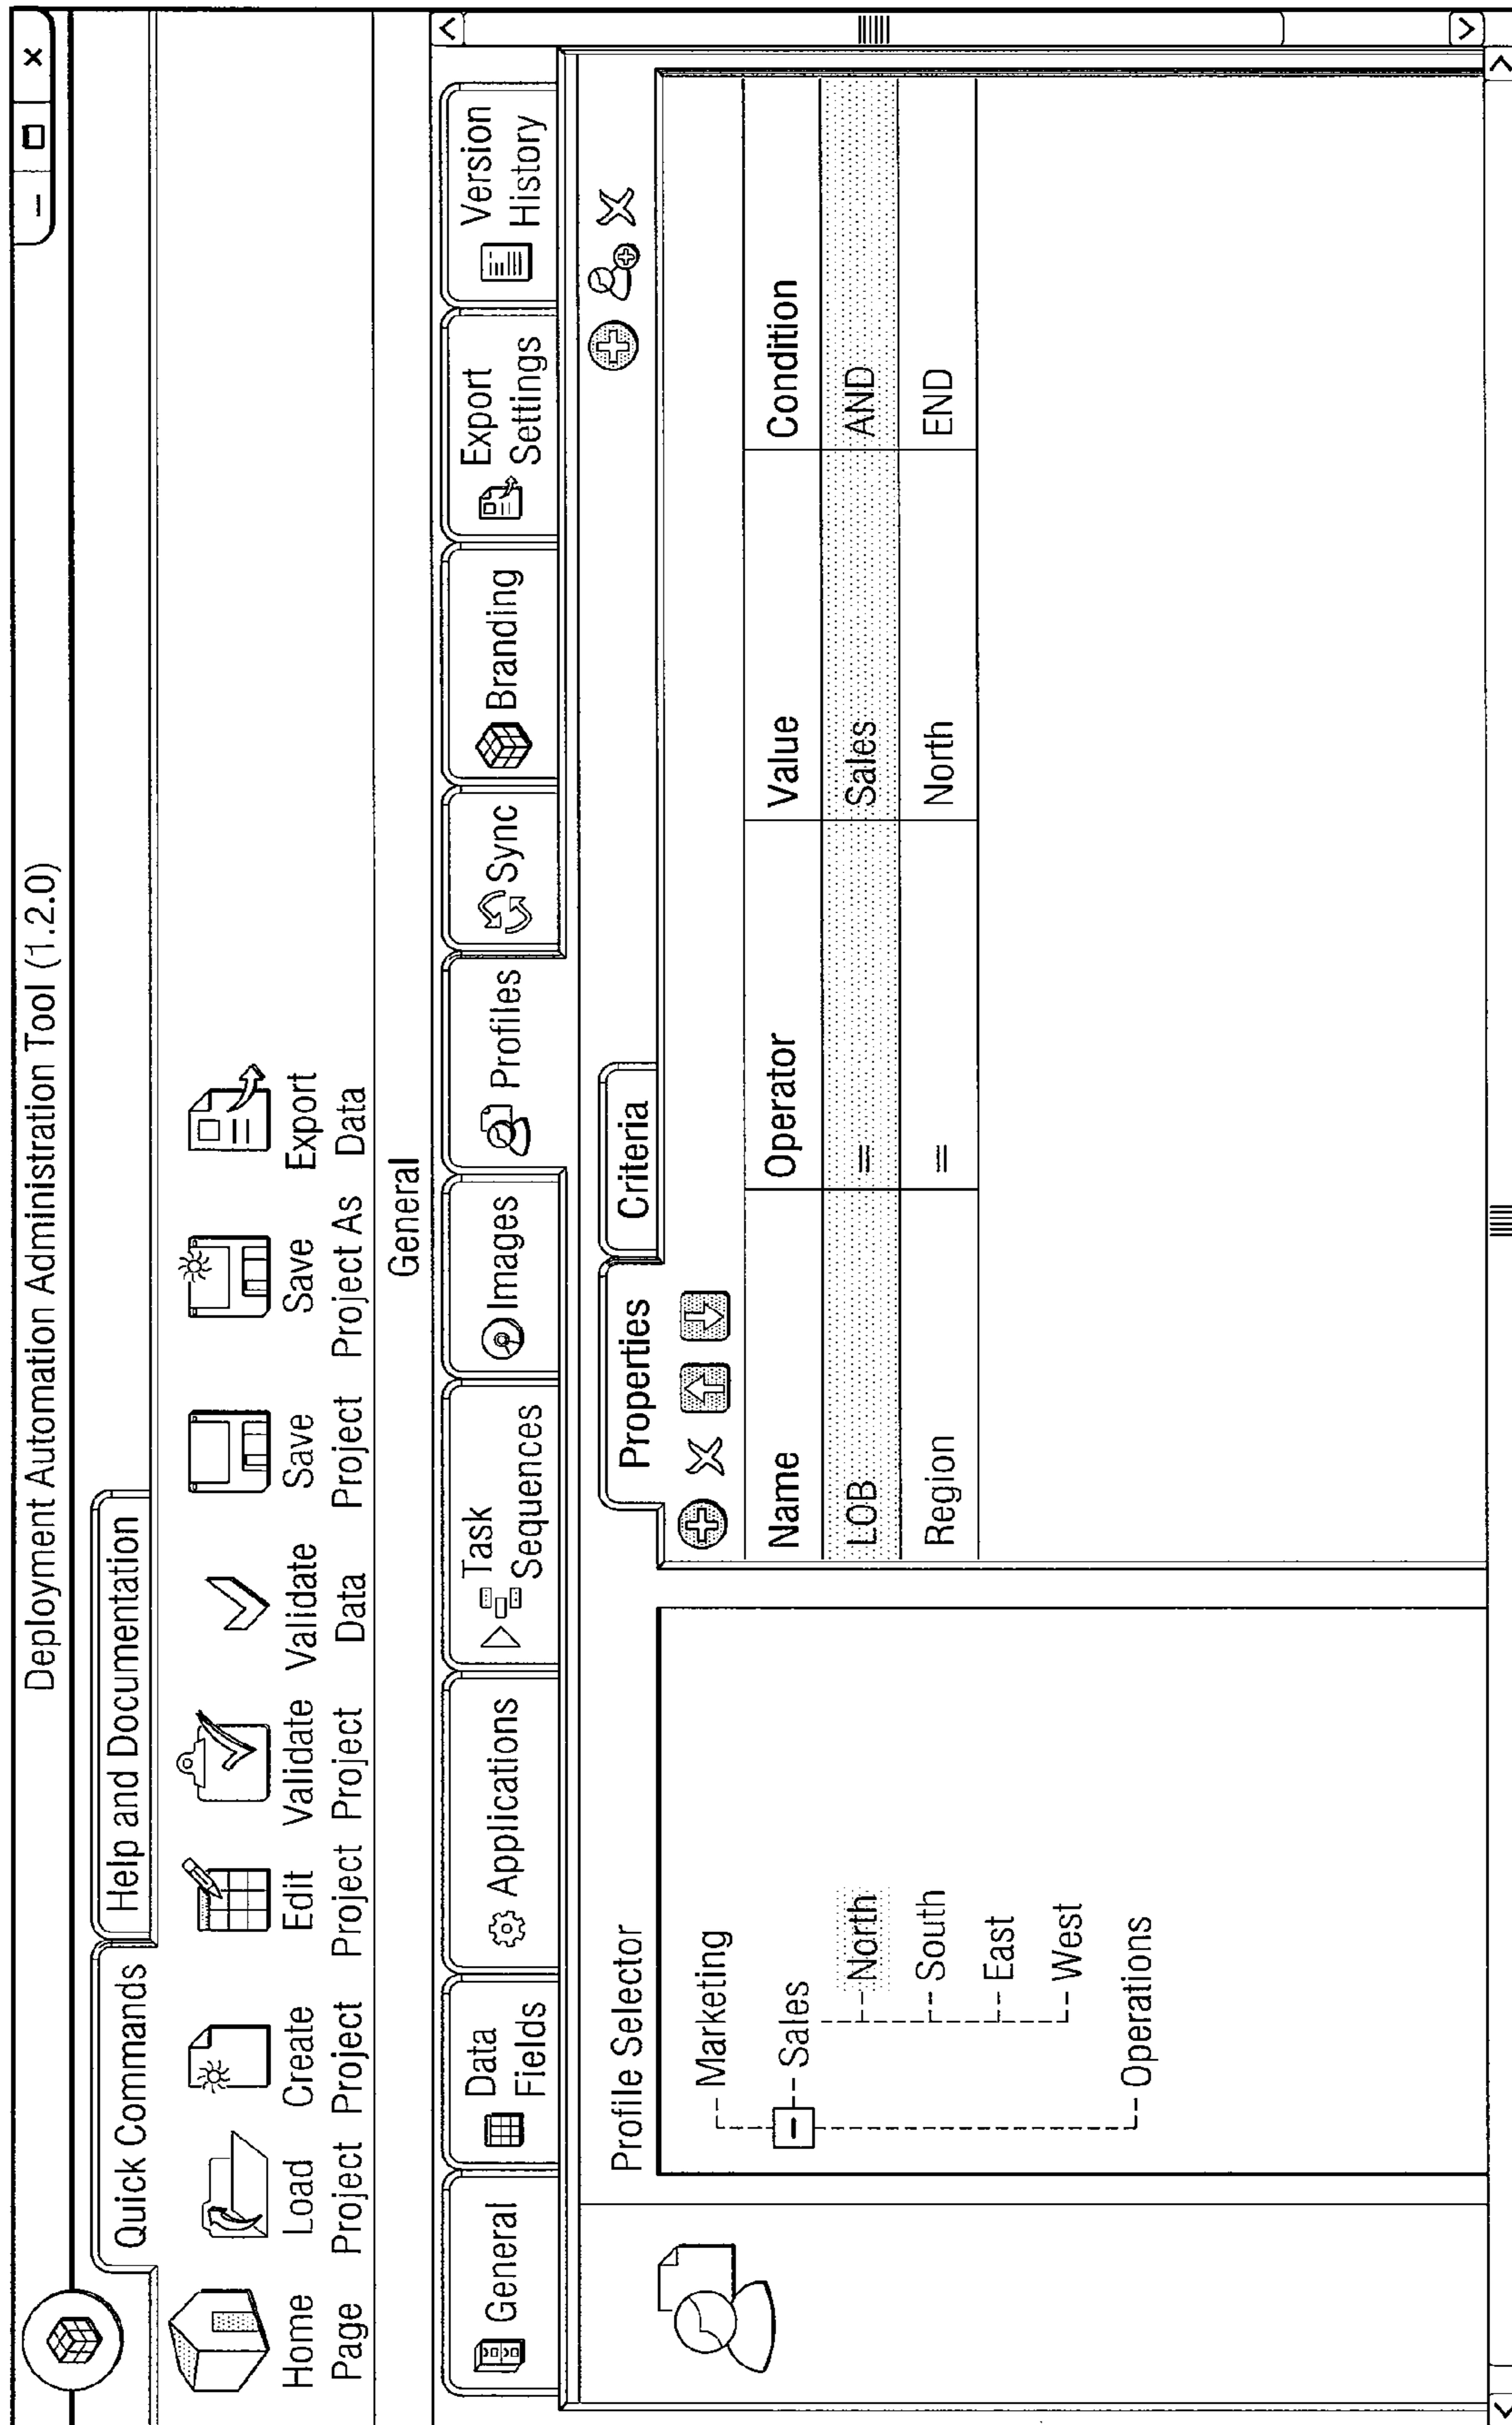 Deployment Automation Administration Tool (1.2.0)
Quick Commands
Help and Documentation
Home Page
Load Project
Create Project
Edit Project
Validate Project
Validate Data
Save Project
Save Project As
Export Data
General
General
Data Fields
Applications
Task Sequences
Images
Profiles
Sync
Branding
Export Settings
Version History
Profile Selector
Marketing
Sales
North
South
East
West
Operations
Properties
Criteria
Name Operator Value Condition
LOB = Sales AND
Region = North END